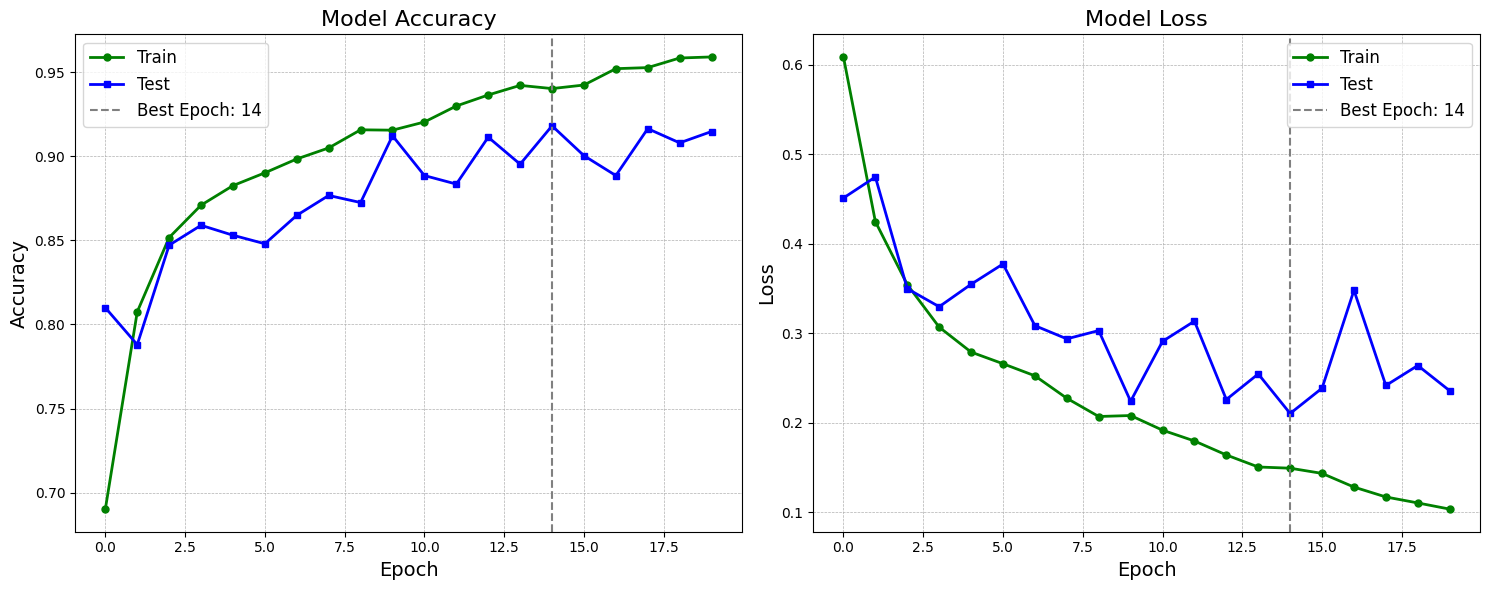 Model Accuracy
Train
Test
Best Epoch: 14
Accuracy
0.95
0.90
0.85
0.80
0.75
0.70
0.0 2.5 5.0 7.5 10.0 12.5 15.0 17.5
Epoch
Model Loss
Train
Test
Best Epoch: 14
Loss
0.6
0.5
0.4
0.3
0.2
0.1
0.0 2.5 5.0 7.5 10.0 12.5 15.0 17.5
Epoch